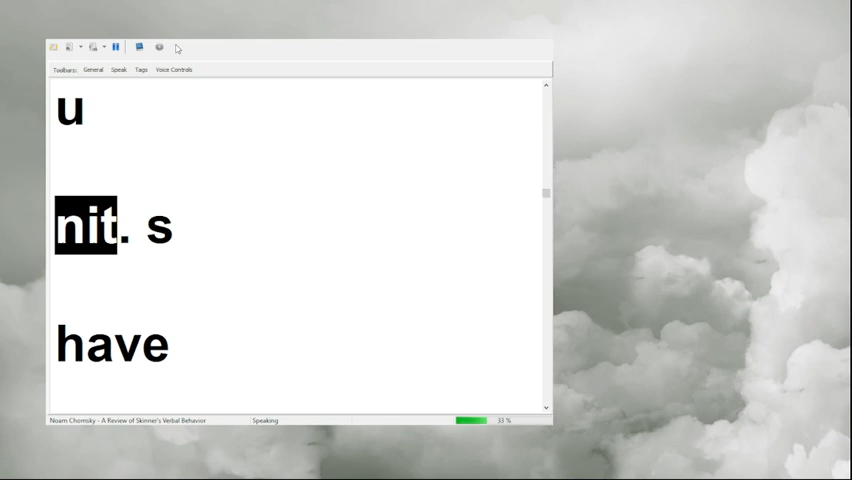 Toolbars: General Speak Tags Voice Controls
u
nit. s
have
Noam Chomsky - A Review of Skinner's Verbal Behavior Speaking 33 %